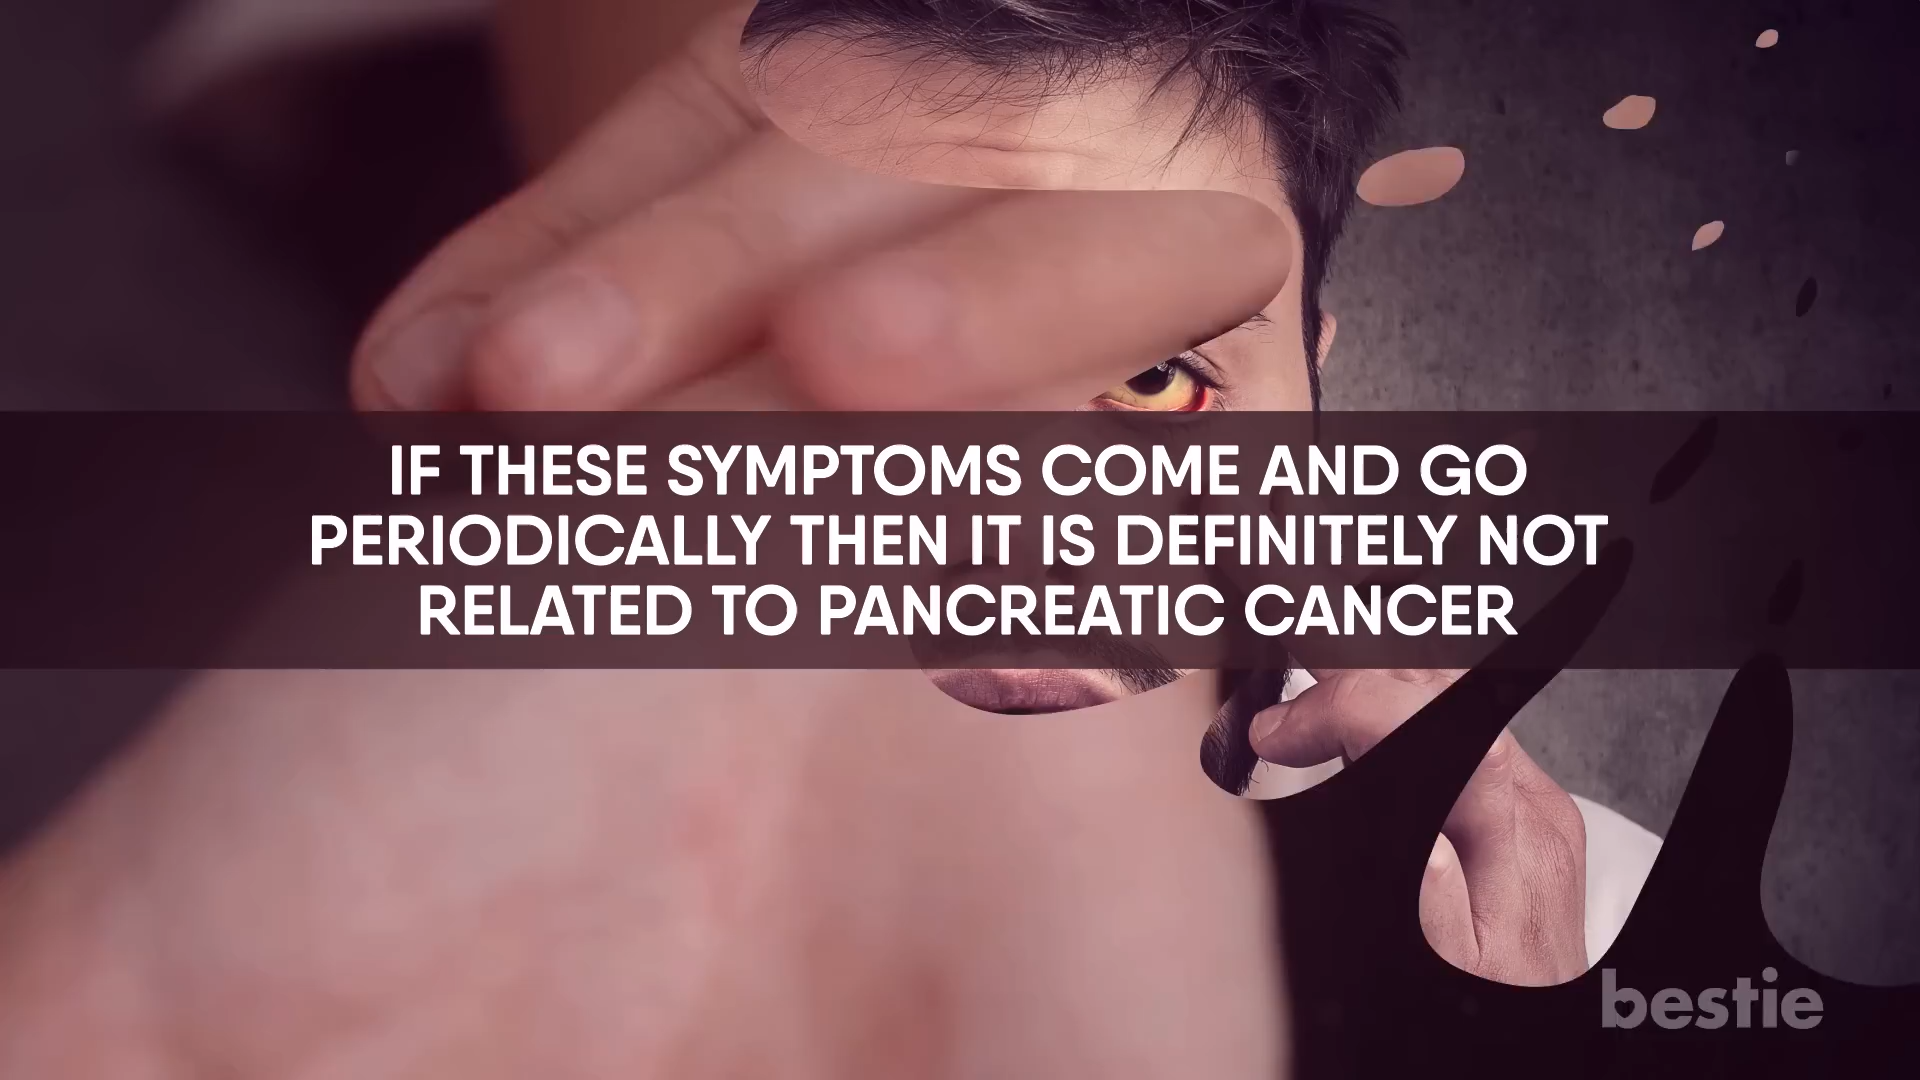 IF THESE SYMPTOMS COME AND GO
PERIODICALLY THEN IT IS DEFINITELY NOT
RELATED TO PANCREATIC CANCER
bestie